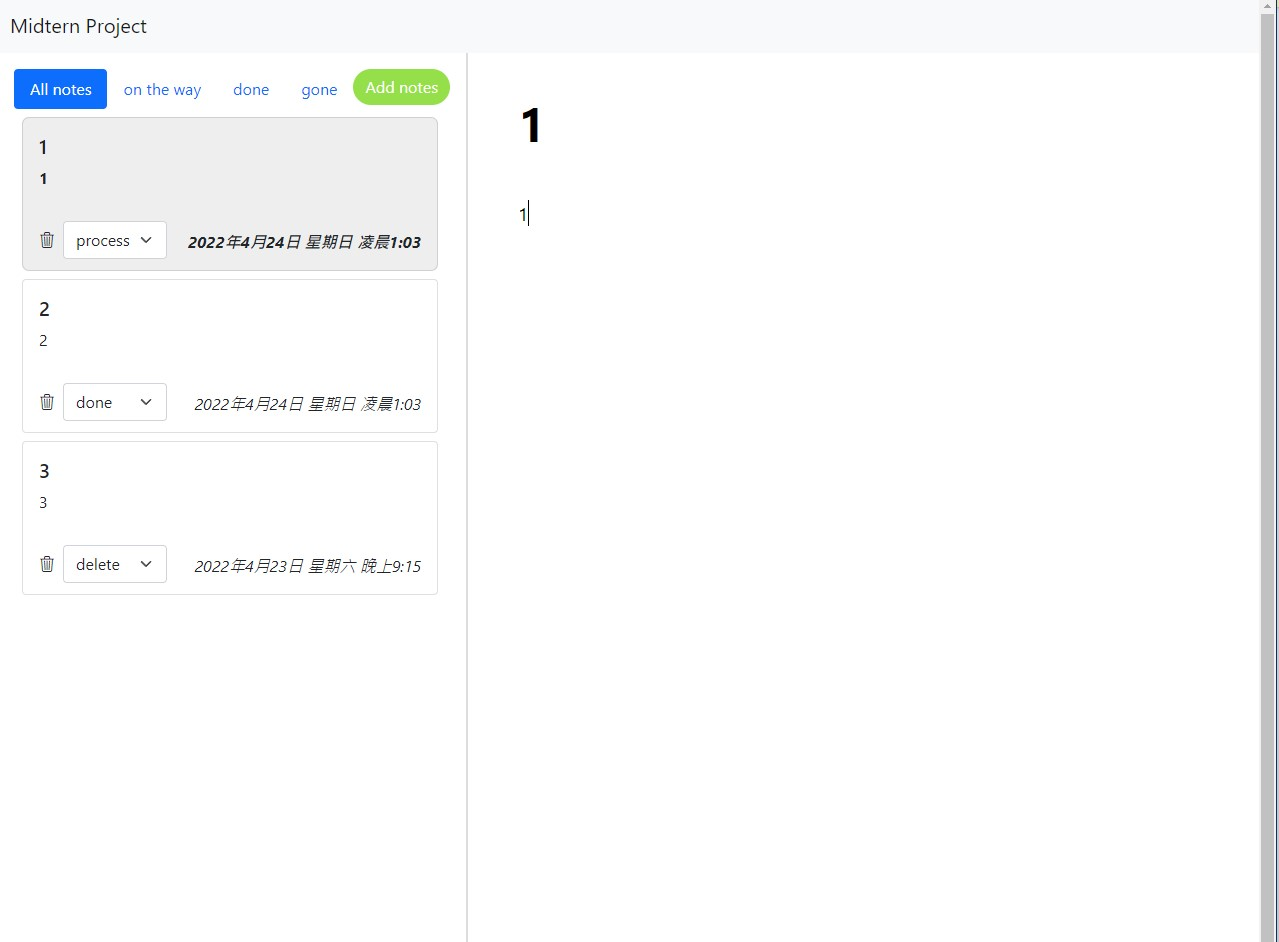 Midtern Project
All notes on the way done gone Add notes
1
1
process 2022年4月24日 星期日 凌晨1:03
2
2
done 2022年4月24日 星期日 凌晨1:03
3
3
delete 2022年4月23日 星期六 晚上9:15
1
1